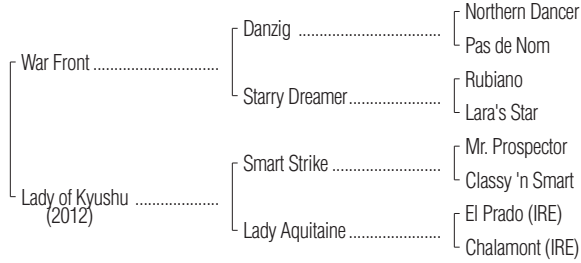 Northern Dancer
Danzig ........................................
Pas de Nom
War Front ...................................
Rubiano
Starry Dreamer..........................
Lara's Star
Mr. Prospector
Smart Strike ..............................
Classy 'n Smart
Lady of Kyushu .......................
(2012)
El Prado (IRE)
Lady Aquitaine ..........................
Chalamont (IRE)